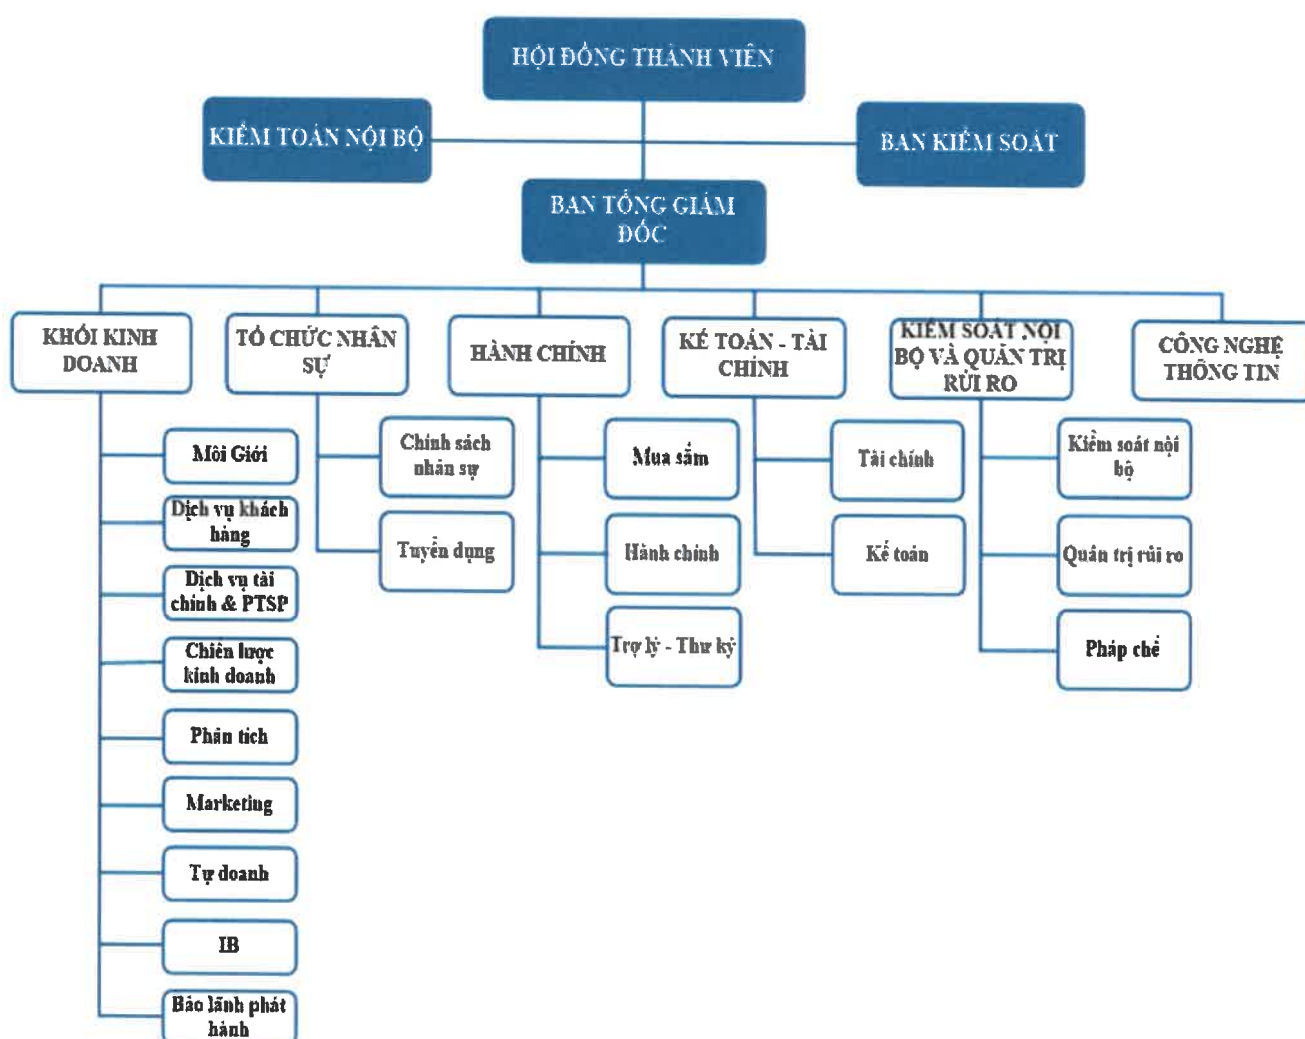 HỘI ĐỒNG THÀNH VIÊN
KIỂM TOÁN NỘI BỘ
BAN KIỂM SOÁT
BAN TỔNG GIÁM
ĐỐC
KHỐI KINH
DOANH
TỔ CHỨC NHÂN
SỰ
HÀNH CHÍNH
KẾ TOÁN - TÀI
CHÍNH
KIỂM SOÁT NỘI
BỘ VÀ QUẢN TRỊ
RỦI RO
CÔNG NGHỆ
THÔNG TIN
Môi Giới
Dịch vụ khách
hàng
Dịch vụ tài
chính & PTSP
Chiến lược
kinh doanh
Phân tích
Marketing
Tự doanh
IB
Bảo lãnh phát
hành
Chính sách
nhân sự
Tuyển dụng
Mua sắm
Hành chính
Trợ lý - Thư ký
Tài chính
Kế toán
Kiểm soát nội
bộ
Quản trị rủi ro
Pháp chế